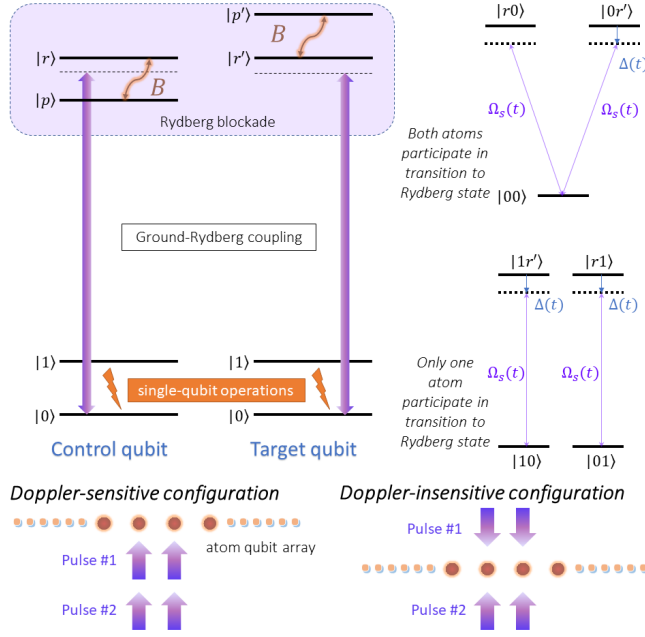 |p′⟩
B
|r⟩
|r′⟩
B
|p⟩
Rydberg blockade
Ground-Rydberg coupling
|1⟩
|1⟩
single-qubit operations
|0⟩
|0⟩
Control qubit
Target qubit
|r0⟩
|0r′⟩
Δ(t)
Ω_s(t)
Ω_s(t)
Both atoms
participate in
transition to
Rydberg state
|00⟩
|1r′⟩
|r1⟩
Δ(t)
Δ(t)
Ω_s(t)
Ω_s(t)
Only one
atom
participate in
transition to
Rydberg state
|10⟩
|01⟩
Doppler-sensitive configuration
atom qubit array
Pulse #1
Pulse #2
Doppler-insensitive configuration
Pulse #1
Pulse #2